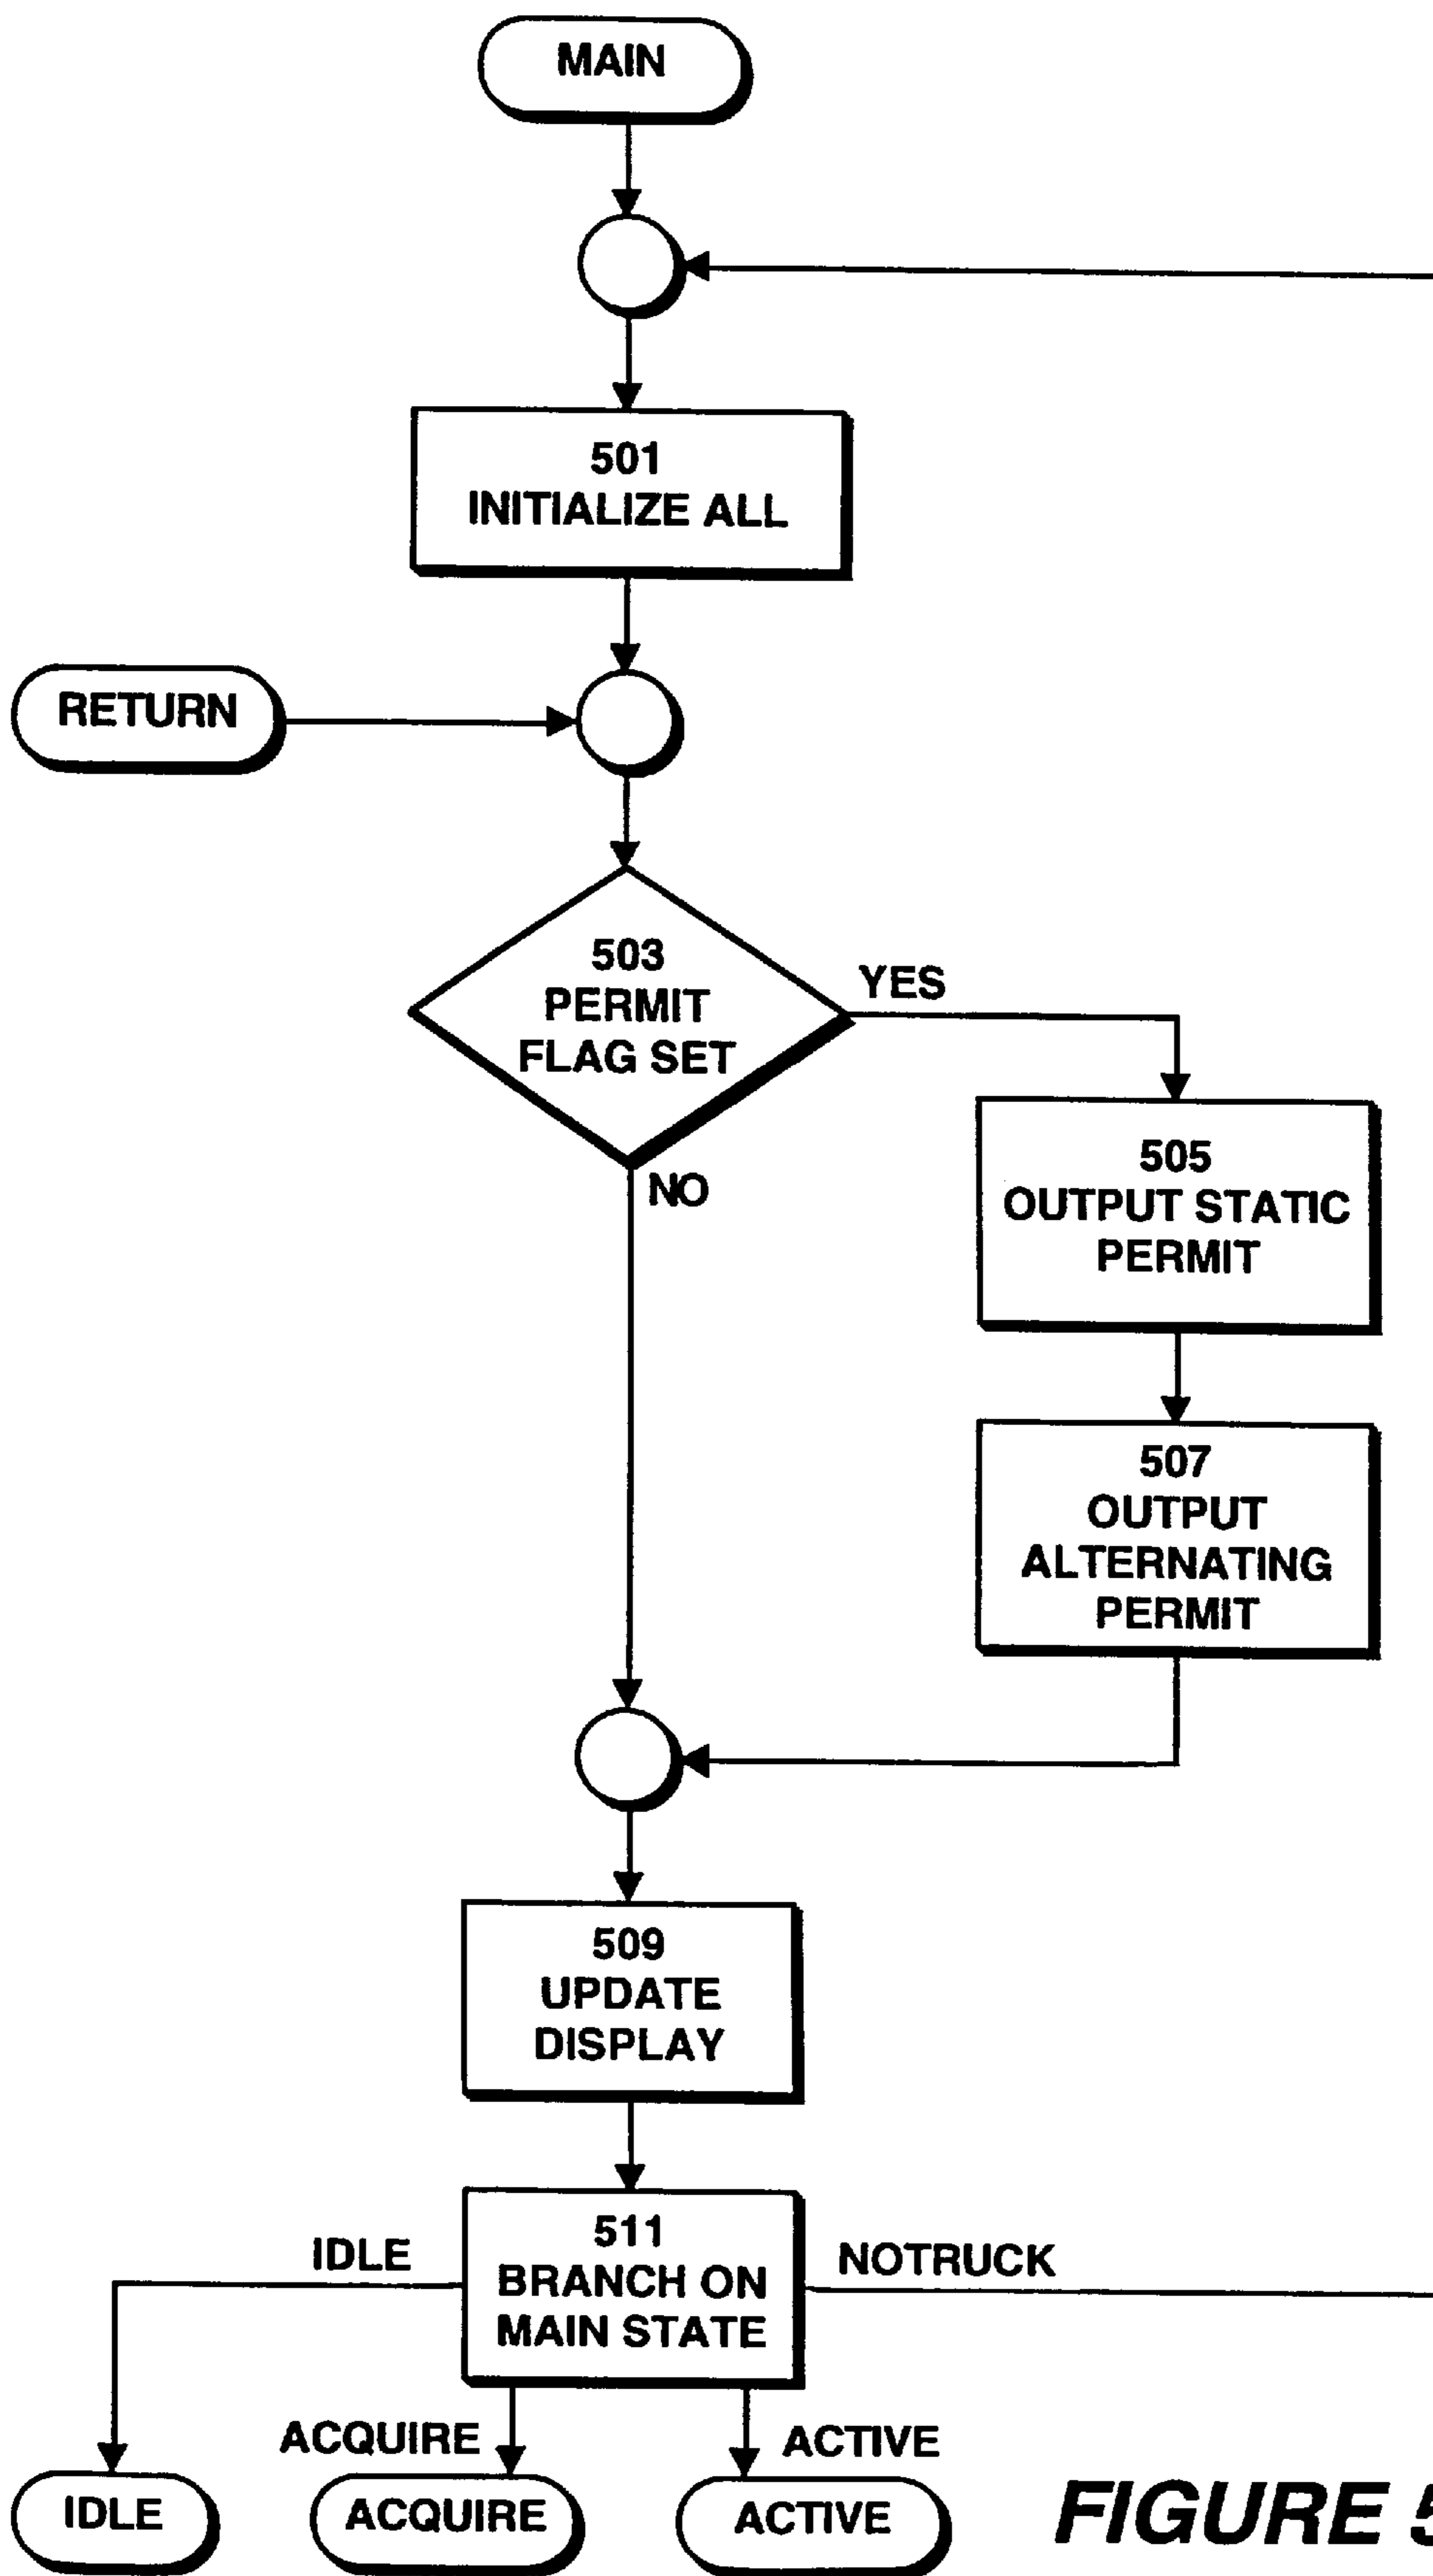 MAIN
501
INITIALIZE ALL
RETURN
503
PERMIT
FLAG SET
YES
NO
505
OUTPUT STATIC
PERMIT
507
OUTPUT
ALTERNATING
PERMIT
509
UPDATE
DISPLAY
511
BRANCH ON
MAIN STATE
IDLE
NOTRUCK
ACQUIRE
ACTIVE
IDLE
ACQUIRE
ACTIVE
FIGURE 5